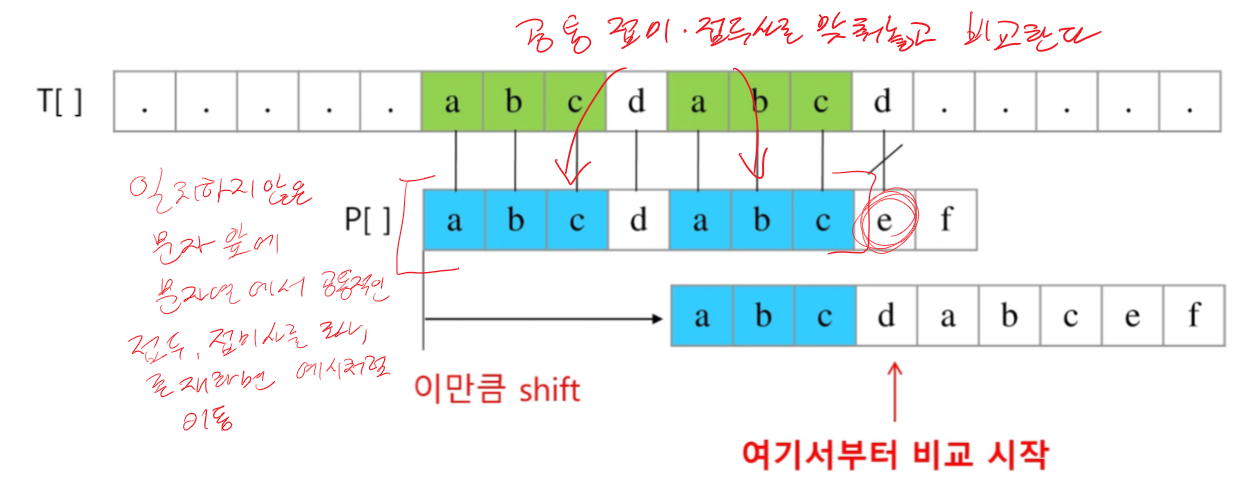 공통 접미·접두사를 맞춰놓고 비교한다
T[ ] . . . . . a b c d a b c d . . . . .
일치하지않은
문자 앞에
문자열에서 공통적인
접두, 접미사를 찾고,
존재하면 예시처럼
이동
P[ ] a b c d a b c e f
a b c d a b c e f
이만큼 shift
여기서부터 비교 시작